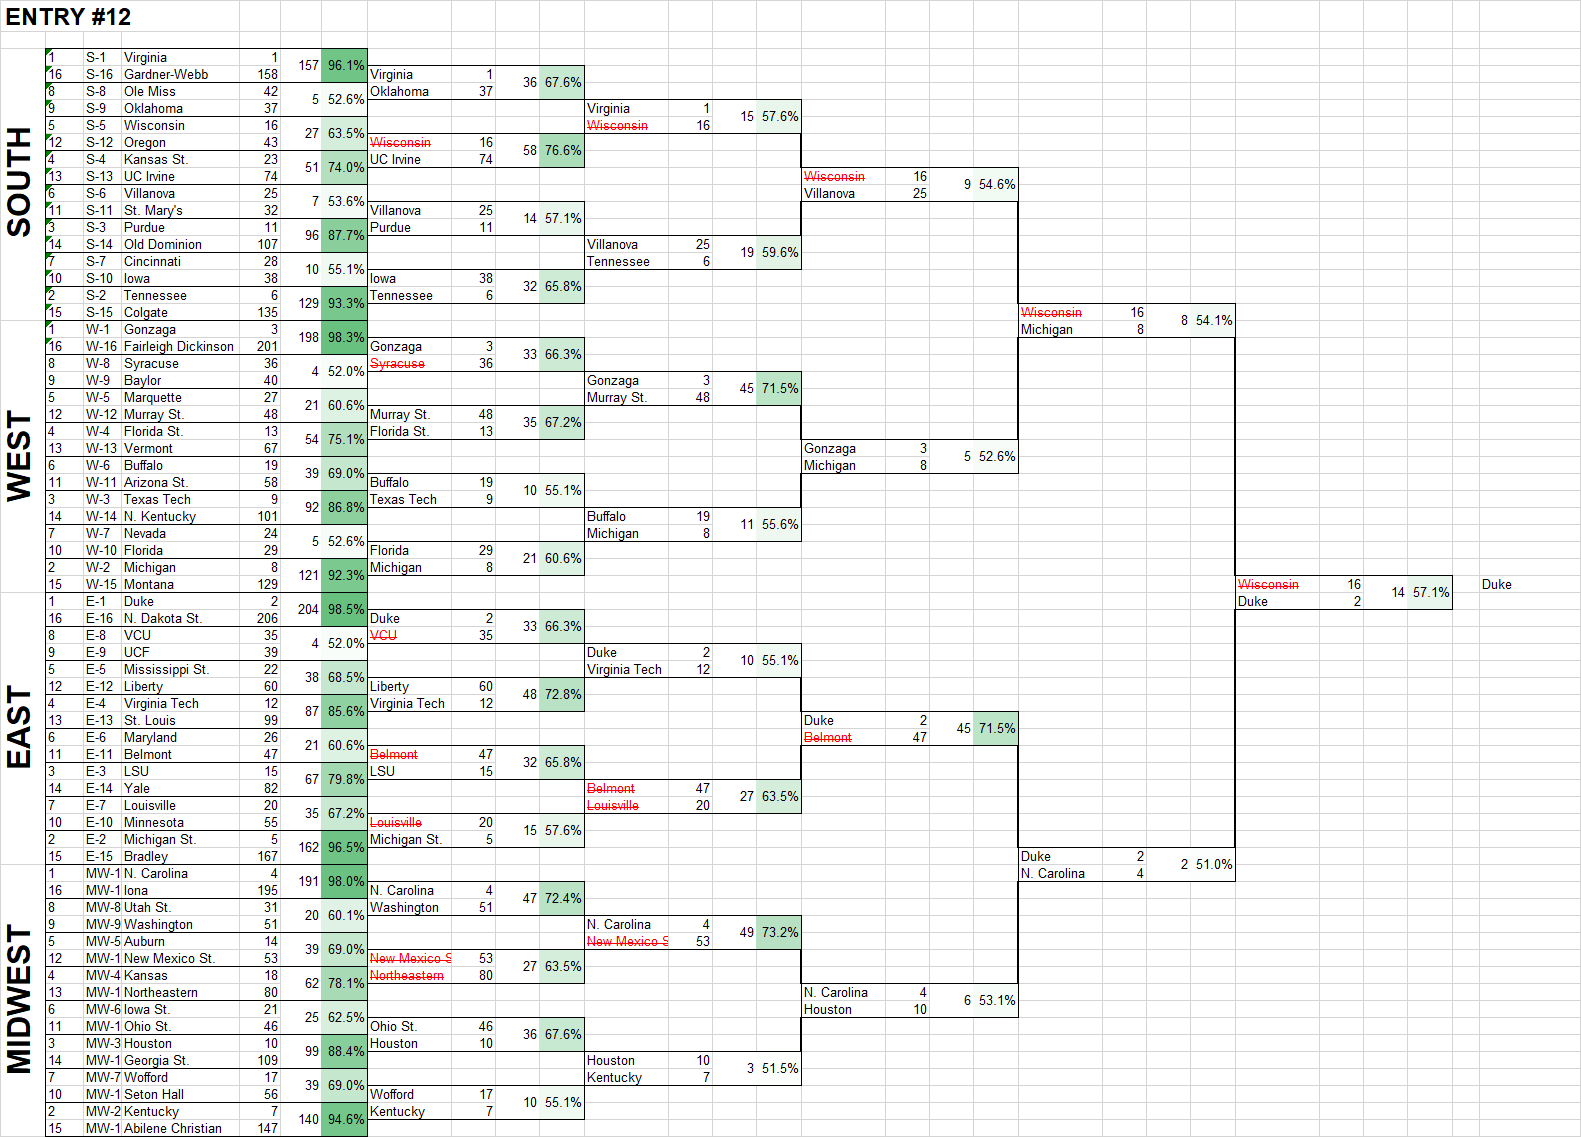 ENTRY #12
SOUTH
1 S-1 Virginia 1
157 96.1%
16 S-16 Gardner-Webb 158
8 S-8 Ole Miss 42
5 52.6%
9 S-9 Oklahoma 37
5 S-5 Wisconsin 16
27 63.5%
12 S-12 Oregon 43
4 S-4 Kansas St. 23
51 74.0%
13 S-13 UC Irvine 74
6 S-6 Villanova 25
7 53.6%
11 S-11 St. Mary's 32
3 S-3 Purdue 11
96 87.7%
14 S-14 Old Dominion 107
7 S-7 Cincinnati 28
10 55.1%
10 S-10 Iowa 38
2 S-2 Tennessee 6
129 93.3%
15 S-15 Colgate 135
WEST
1 W-1 Gonzaga 3
198 98.3%
16 W-16 Fairleigh Dickinson 201
8 W-8 Syracuse 36
4 52.0%
9 W-9 Baylor 40
5 W-5 Marquette 27
21 60.6%
12 W-12 Murray St. 48
4 W-4 Florida St. 13
54 75.1%
13 W-13 Vermont 67
6 W-6 Buffalo 19
39 69.0%
11 W-11 Arizona St. 58
3 W-3 Texas Tech 9
92 86.8%
14 W-14 N. Kentucky 101
7 W-7 Nevada 24
5 52.6%
10 W-10 Florida 29
2 W-2 Michigan 8
121 92.3%
15 W-15 Montana 129
EAST
1 E-1 Duke 2
204 98.5%
16 E-16 N. Dakota St. 206
8 E-8 VCU 35
4 52.0%
9 E-9 UCF 39
5 E-5 Mississippi St. 22
38 68.5%
12 E-12 Liberty 60
4 E-4 Virginia Tech 12
87 85.6%
13 E-13 St. Louis 99
6 E-6 Maryland 26
21 60.6%
11 E-11 Belmont 47
3 E-3 LSU 15
67 79.8%
14 E-14 Yale 82
7 E-7 Louisville 20
35 67.2%
10 E-10 Minnesota 55
2 E-2 Michigan St. 5
162 96.5%
15 E-15 Bradley 167
MIDWEST
1 MW-1 N. Carolina 4
191 98.0%
16 MW-1 Iona 195
8 MW-8 Utah St. 31
20 60.1%
9 MW-9 Washington 51
5 MW-5 Auburn 14
39 69.0%
12 MW-1 New Mexico St. 53
4 MW-4 Kansas 18
62 78.1%
13 MW-1 Northeastern 80
6 MW-6 Iowa St. 21
25 62.5%
11 MW-1 Ohio St. 46
3 MW-3 Houston 10
99 88.4%
14 MW-1 Georgia St. 109
7 MW-7 Wofford 17
39 69.0%
10 MW-1 Seton Hall 56
2 MW-2 Kentucky 7
140 94.6%
15 MW-1 Abilene Christian 147
Virginia 1
36 67.6%
Oklahoma 37
Wisconsin 16
58 76.6%
UC Irvine 74
Villanova 25
14 57.1%
Purdue 11
Iowa 38
32 65.8%
Tennessee 6
Gonzaga 3
33 66.3%
Syracuse 36
Murray St. 48
35 67.2%
Florida St. 13
Buffalo 19
10 55.1%
Texas Tech 9
Florida 29
21 60.6%
Michigan 8
Duke 2
33 66.3%
VCU 35
Liberty 60
48 72.8%
Virginia Tech 12
Belmont 47
32 65.8%
LSU 15
Louisville 20
15 57.6%
Michigan St. 5
N. Carolina 4
47 72.4%
Washington 51
New Mexico S 53
27 63.5%
Northeastern 80
Ohio St. 46
36 67.6%
Houston 10
Wofford 17
10 55.1%
Kentucky 7
Virginia 1
15 57.6%
Wisconsin 16
Villanova 25
19 59.6%
Tennessee 6
Gonzaga 3
45 71.5%
Murray St. 48
Buffalo 19
11 55.6%
Michigan 8
Duke 2
10 55.1%
Virginia Tech 12
Belmont 47
27 63.5%
Louisville 20
N. Carolina 4
49 73.2%
New Mexico S 53
Houston 10
3 51.5%
Kentucky 7
Wisconsin 16
9 54.6%
Villanova 25
Gonzaga 3
5 52.6%
Michigan 8
Duke 2
45 71.5%
Belmont 47
N. Carolina 4
6 53.1%
Houston 10
Wisconsin 16
8 54.1%
Michigan 8
Duke 2
2 51.0%
N. Carolina 4
Wisconsin 16
14 57.1%
Duke 2
Duke